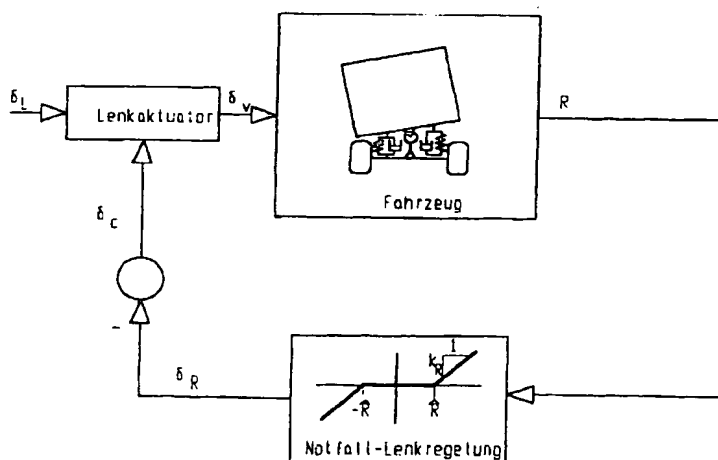 δL
Lenkaktuator
δv
R
Fahrzeug
δc
-
δR
kR
1
-R̂
R̂
Notfall-Lenkregelung